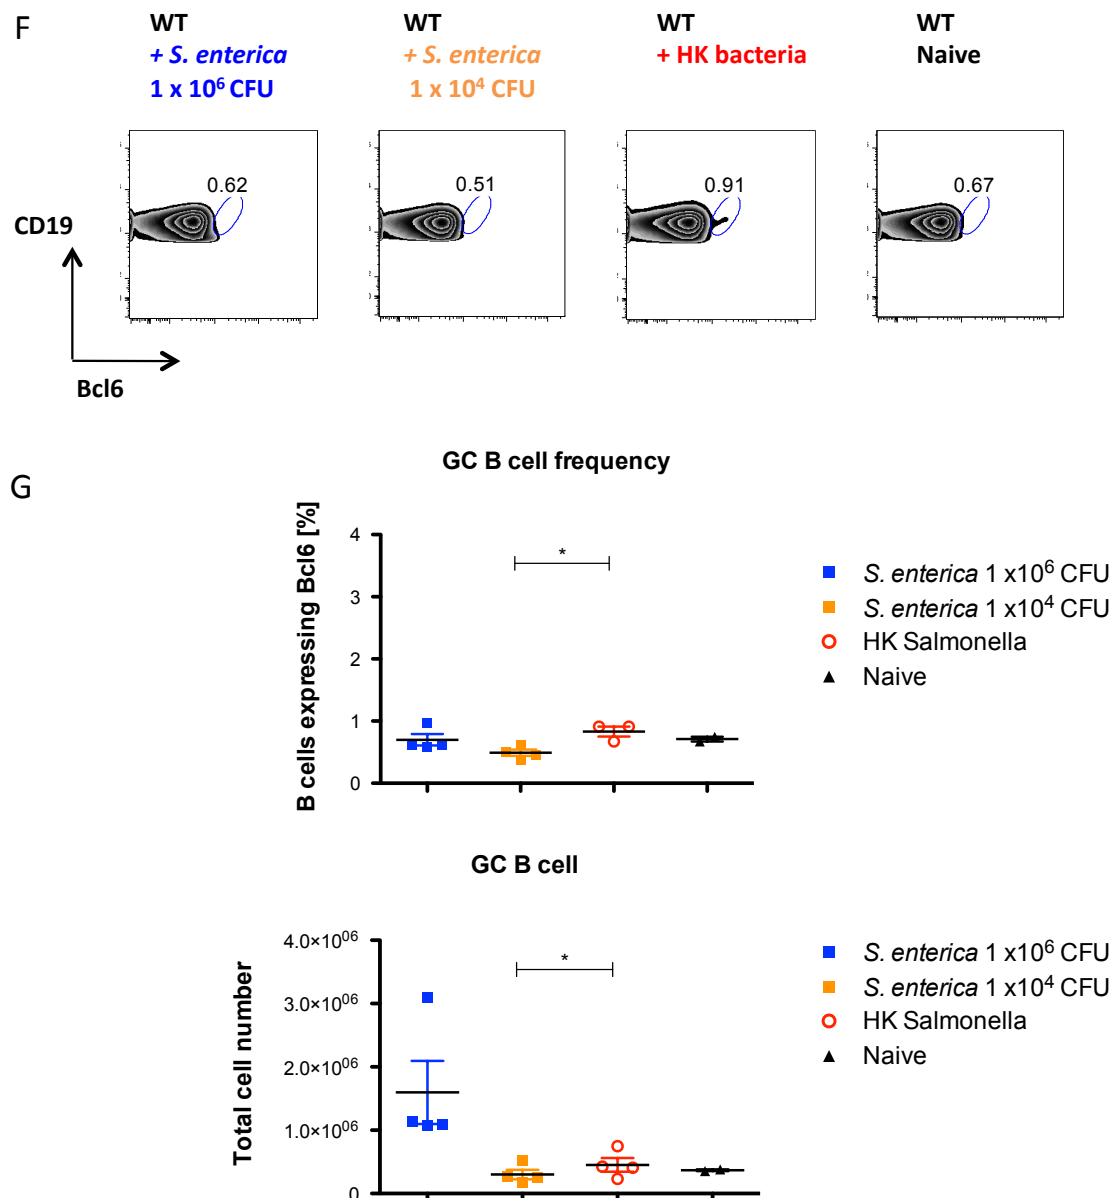 F
WT
+ S. enterica
1 x 10⁶ CFU
WT
+ S. enterica
1 x 10⁴ CFU
WT
+ HK bacteria
WT
Naive
0.62
0.51
0.91
0.67
CD19
Bcl6
G
GC B cell frequency
B cells expressing Bcl6 [%]
4
3
2
1
0
*
S. enterica 1 x10⁶ CFU
S. enterica 1 x10⁴ CFU
HK Salmonella
Naive
GC B cell
Total cell number
4.0×10⁰⁶
3.0×10⁰⁶
2.0×10⁰⁶
1.0×10⁰⁶
0
*
S. enterica 1 x10⁶ CFU
S. enterica 1 x10⁴ CFU
HK Salmonella
Naive